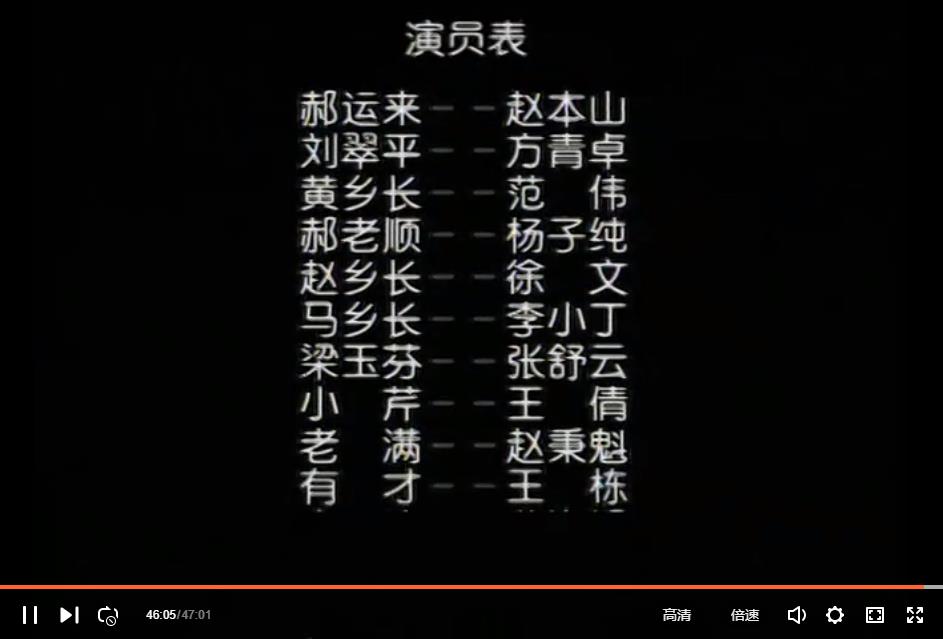 演员表
郝运来－－赵本山
刘翠平－－方青卓
黄乡长－－范　伟
郝老顺－－杨子纯
赵乡长－－徐　文
马乡长－－李小丁
梁玉芬－－张舒云
小　芹－－王　倩
老　满－－赵秉魁
有　才－－王　栋
46:05/47:01
高清
倍速